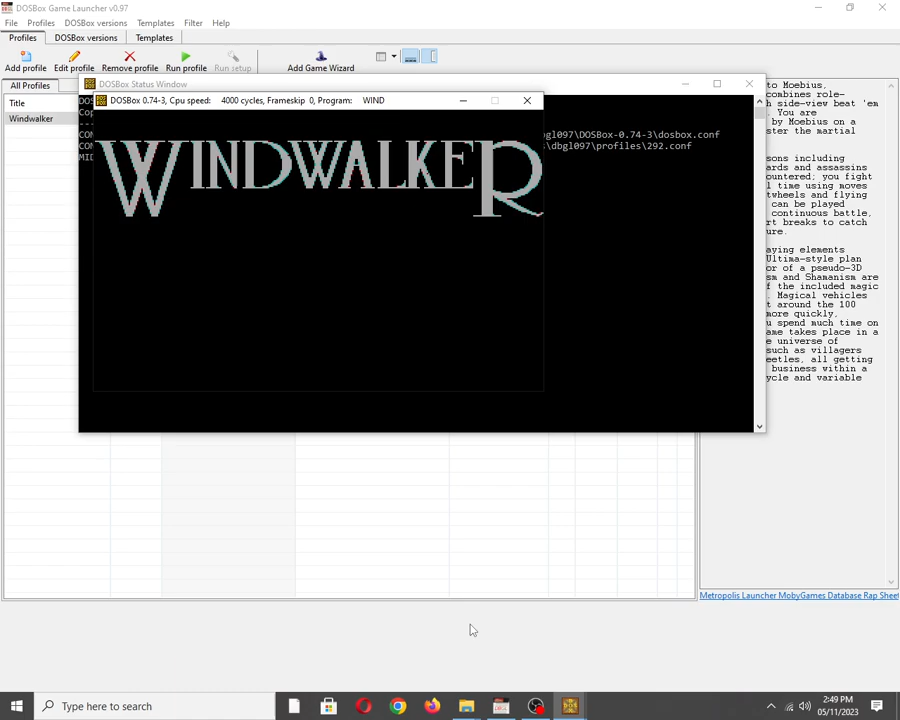 DOSBox Game Launcher v0.97
File Profiles DOSBox versions Templates Filter Help
Profiles DOSBox versions Templates
Add profile Edit profile Remove profile Run profile Run setup Add Game Wizard
All Profiles
Title
Windwalker
DOSBox Status Window
DOSBox 0.74-3, Cpu speed: 4000 cycles, Frameskip 0, Program: WIND
DOS
Cop
---
CON
CON
MID
gl097\DOSBox-0.74-3\dosbox.conf
\dbgl097\profiles\292.conf
WINDWALKER
to Moebius,
combines role-
h side-view beat 'em
. You are
by Moebius on a
ster the martial
sons including
ards and assassins
ountered; you fight
l time using moves
twheels and flying
can be played
continuous battle,
rt breaks to catch
ure.
aying elements
Ultima-style plan
or of a pseudo-3D
sm and Shamanism are
f the included magic
. Magical vehicles
t around the 100
more quickly,
u spend much time on
ame takes place in a
e universe of
such as villagers
eetles, all getting
business within a
ycle and variable
Metropolis Launcher MobyGames Database Rap Sheet
Type here to search
2:49 PM
05/11/2023